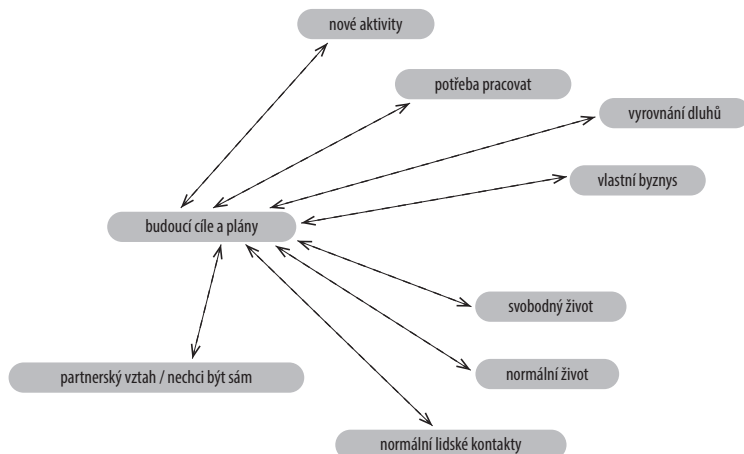 nové aktivity
potřeba pracovat
vyrovnání dluhů
vlastní byznys
budoucí cíle a plány
svobodný život
normální život
partnerský vztah / nechci být sám
normální lidské kontakty